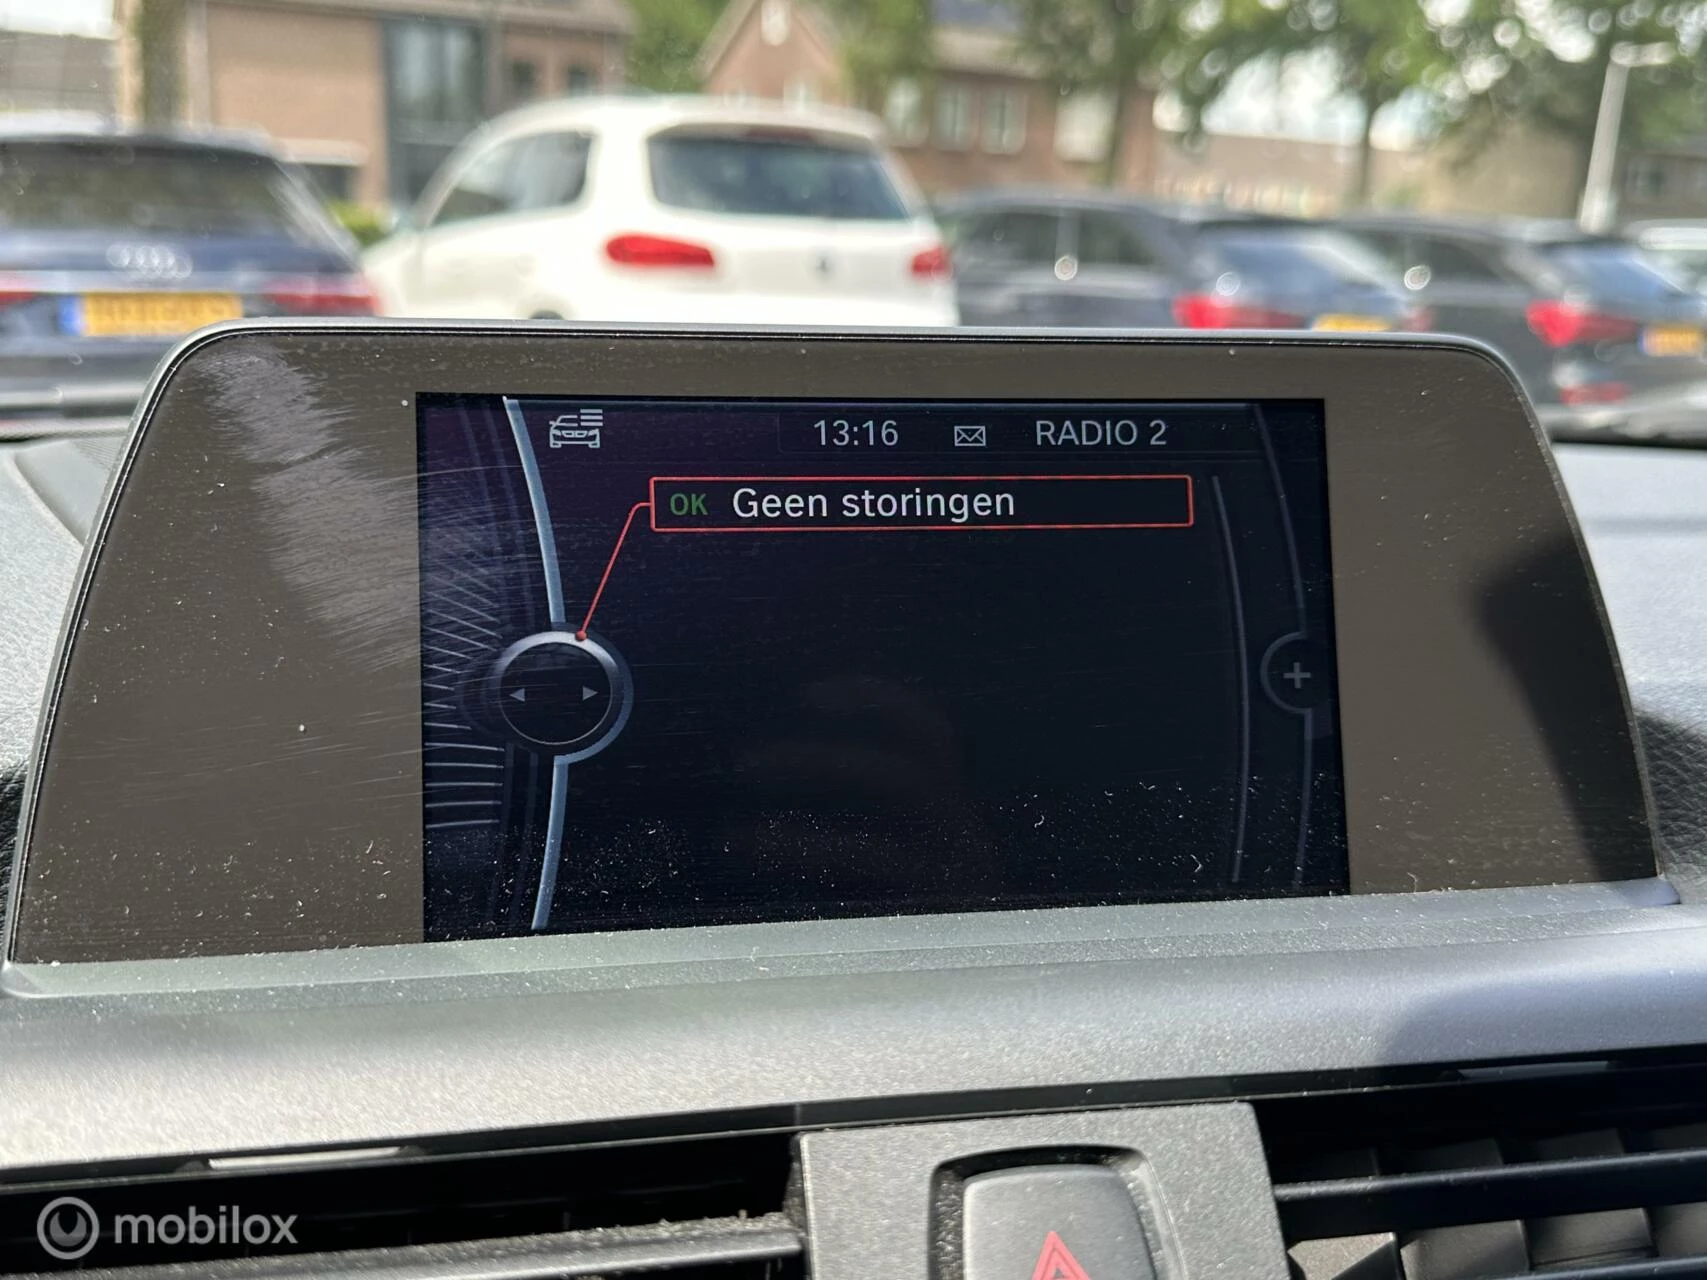 13:16 RADIO 2
OK Geen storingen
mobilox